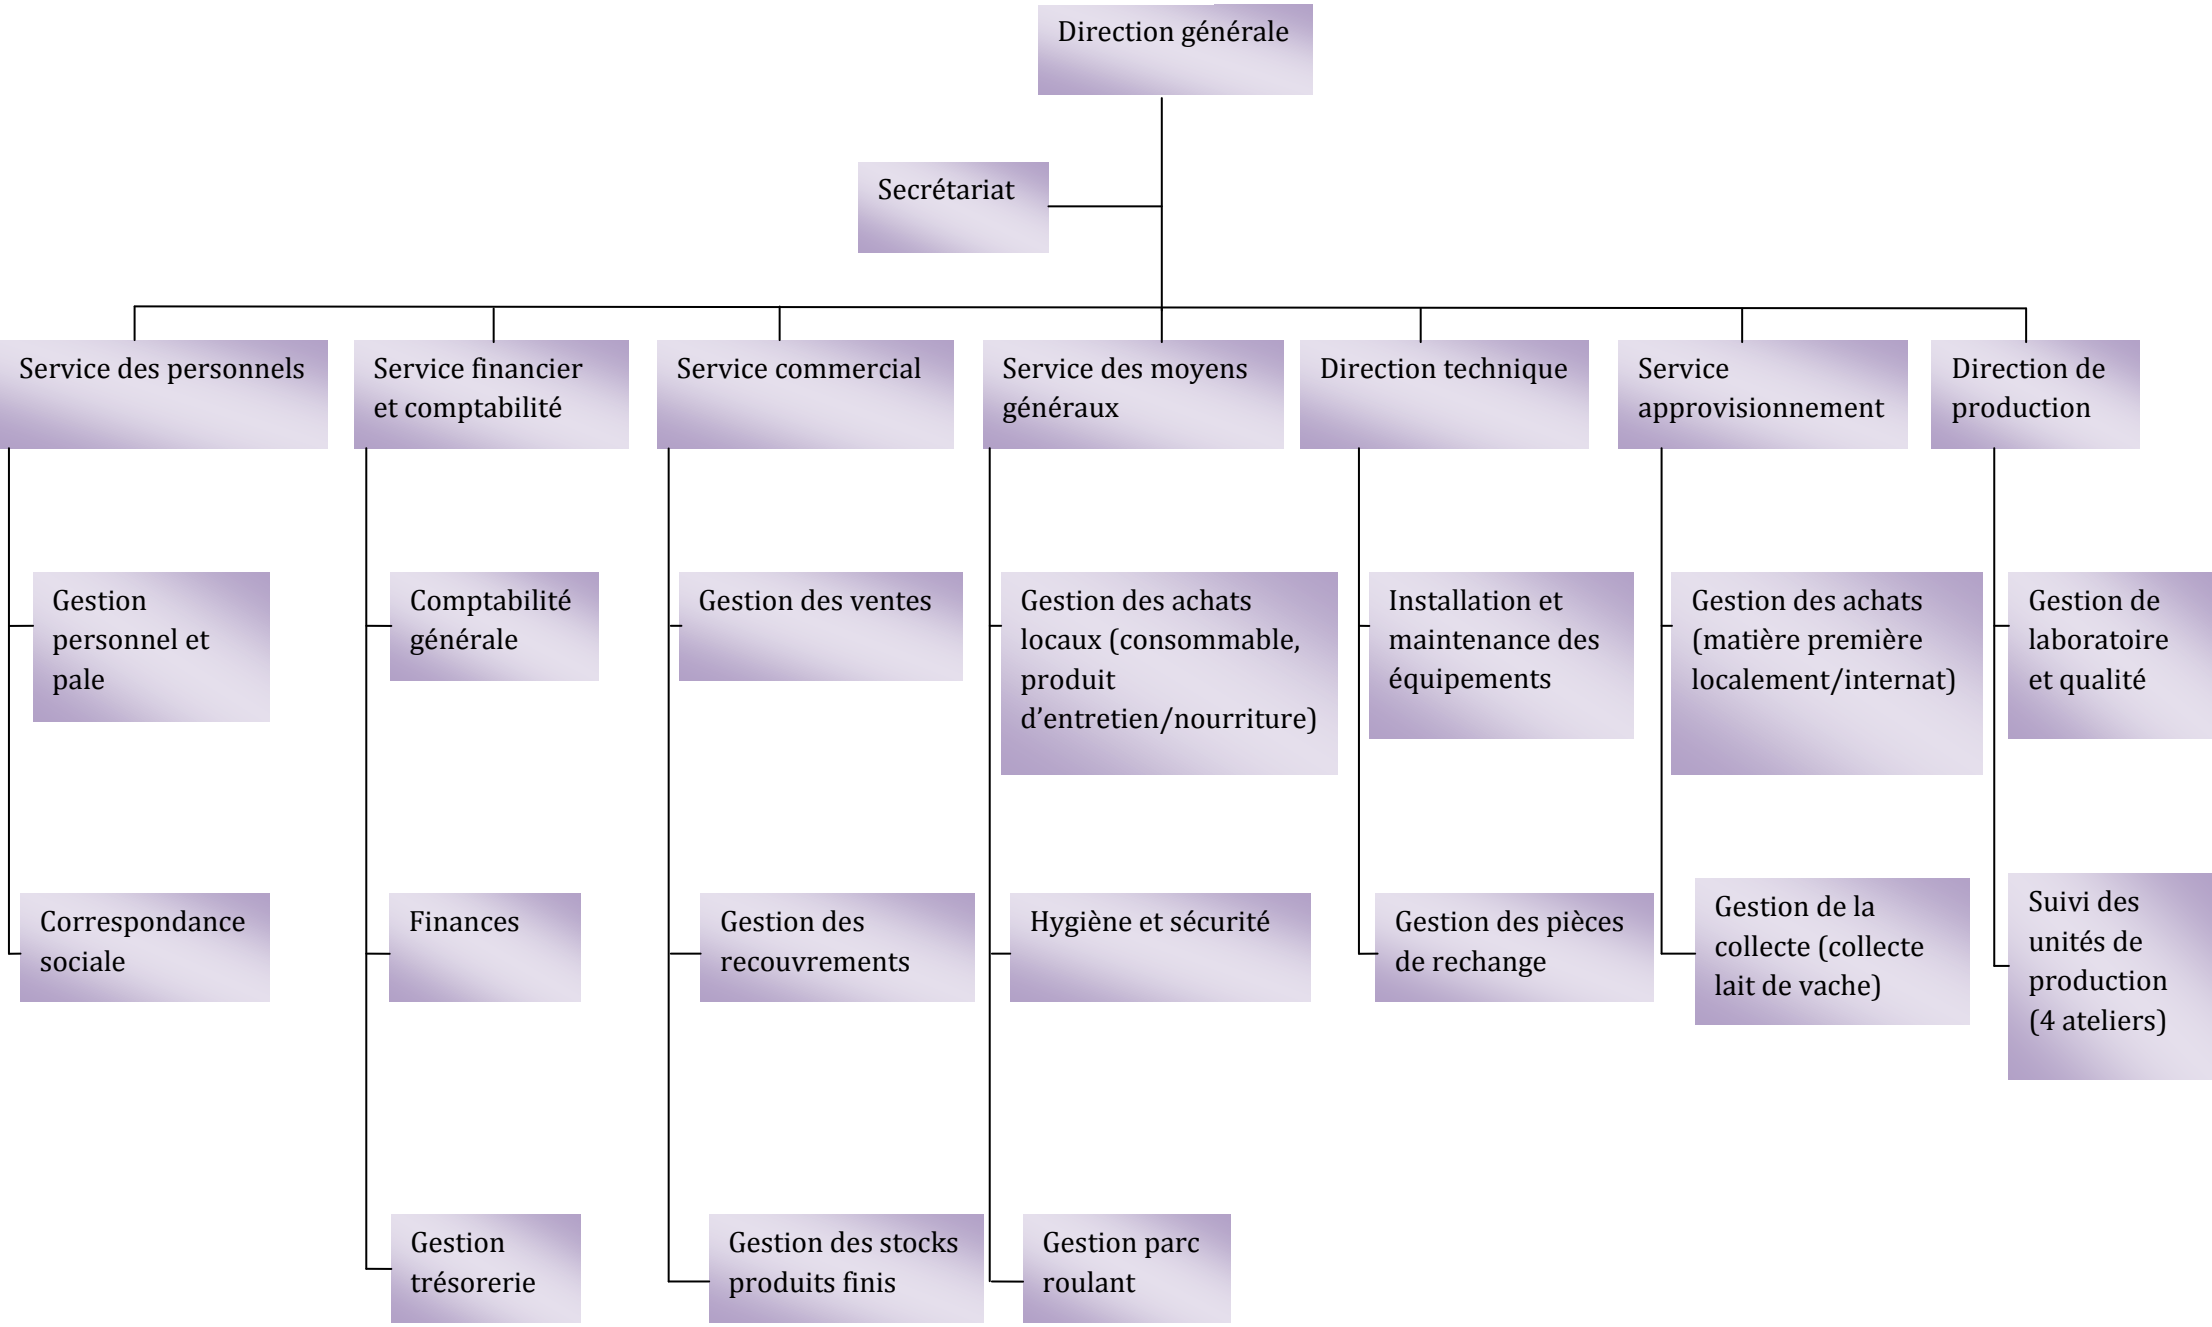 Direction générale
Secrétariat
Service des personnels
Service financier
et comptabilité
Service commercial
Service des moyens
généraux
Direction technique
Service
approvisionnement
Direction de
production
Gestion
personnel et
pale
Comptabilité
générale
Gestion des ventes
Gestion des achats
locaux (consommable,
produit
d’entretien/nourriture)
Installation et
maintenance des
équipements
Gestion des achats
(matière première
localement/internat)
Gestion de
laboratoire
et qualité
Correspondance
sociale
Finances
Gestion des
recouvrements
Hygiène et sécurité
Gestion des pièces
de rechange
Gestion de la
collecte (collecte
lait de vache)
Suivi des
unités de
production
(4 ateliers)
Gestion
trésorerie
Gestion des stocks
produits finis
Gestion parc
roulant